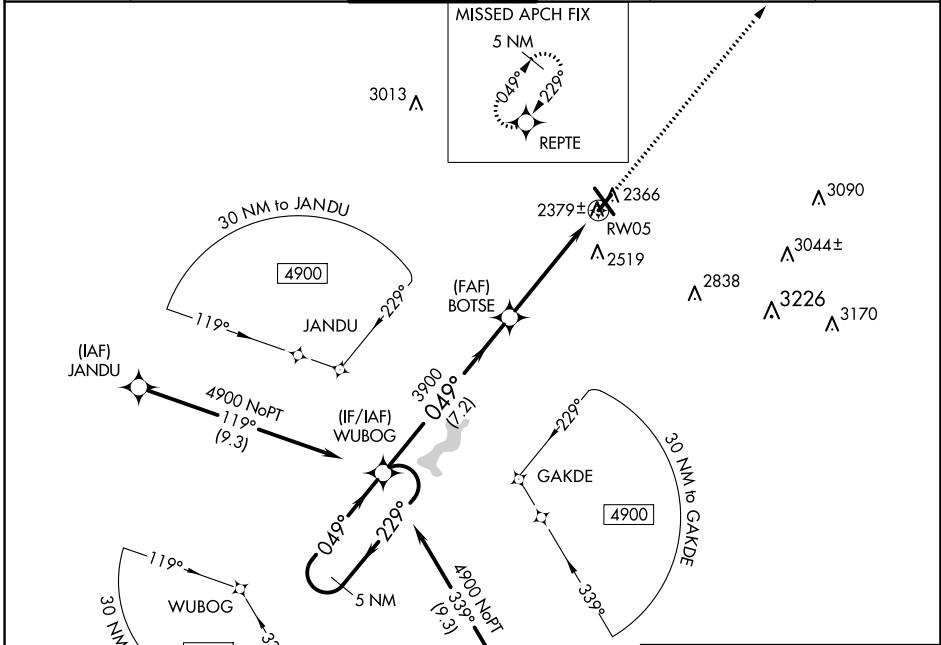 MISSED APCH FIX
5 NM
049°
229°
REPTE
3013
30 NM to JANDU
4900
119°
229°
JANDU
2366
2379±
RW05
2519
3090
3044±
2838
3226
3170
(FAF)
BOTSE
(IAF)
JANDU
4900 NoPT
119°
(9.3)
3900
049°
(7.2)
(IF/IAF)
WUBOG
049°
229°
5 NM
229°
GAKDE
30 NM to GAKDE
4900
339°
4900 NoPT
339°
(9.3)
119°
WUBOG
30 NM